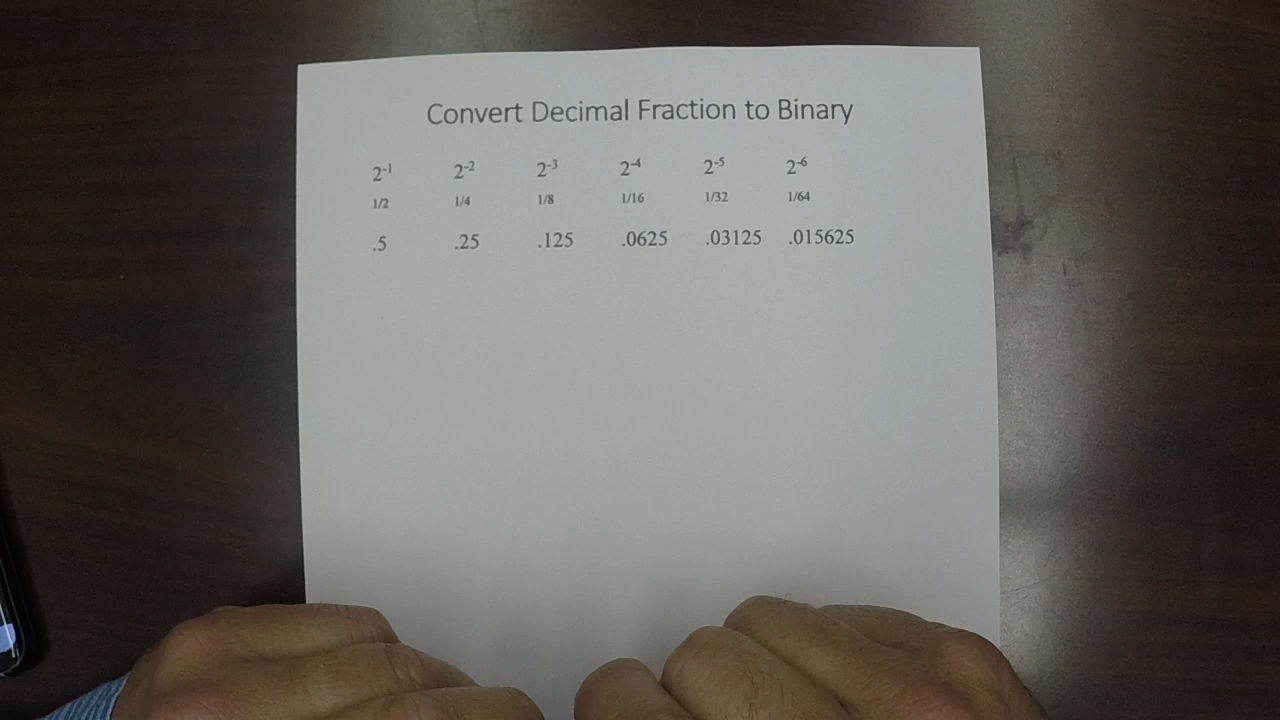 Convert Decimal Fraction to Binary
2⁻¹ 2⁻² 2⁻³ 2⁻⁴ 2⁻⁵ 2⁻⁶
1/2 1/4 1/8 1/16 1/32 1/64
.5 .25 .125 .0625 .03125 .015625